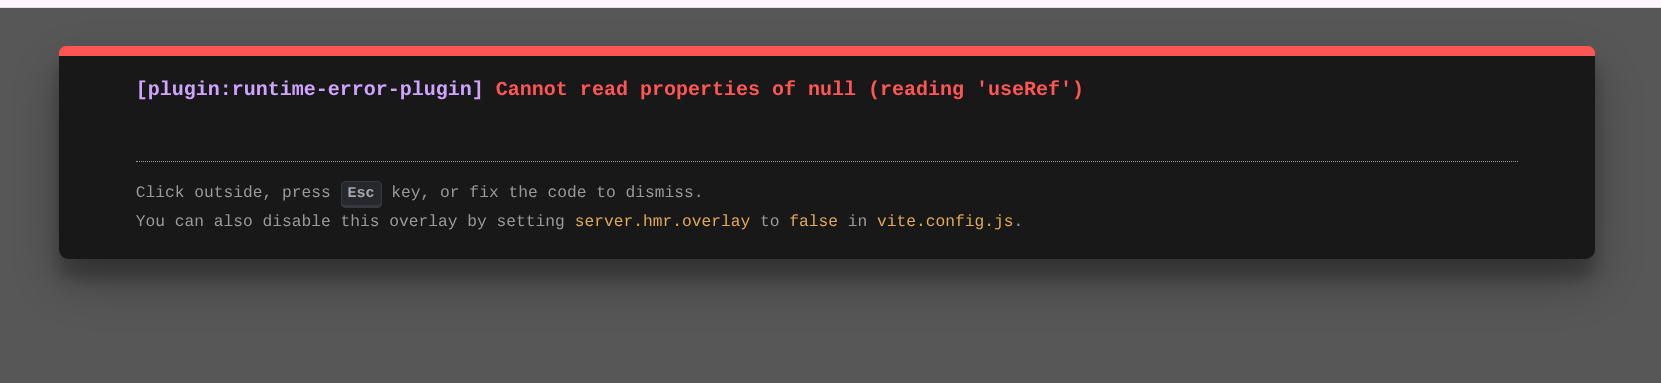 [plugin:runtime-error-plugin] Cannot read properties of null (reading 'useRef')
Click outside, press Esc key, or fix the code to dismiss.
You can also disable this overlay by setting server.hmr.overlay to false in vite.config.js.